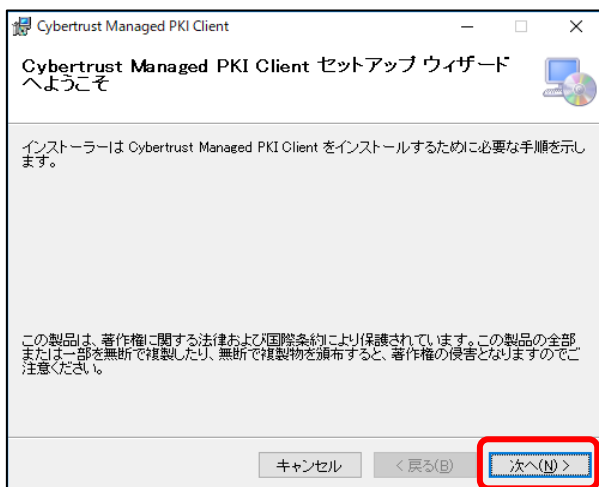 Cybertrust Managed PKI Client
Cybertrust Managed PKI Client セットアップ ウィザード
へようこそ
インストーラーは Cybertrust Managed PKI Client をインストールするために必要な手順を示し
ます。
この製品は、著作権に関する法律および国際条約により保護されています。この製品の全部
または一部を無断で複製したり、無断で複製物を頒布すると、著作権の侵害となりますのでご
注意ください。
キャンセル
< 戻る(B)
次へ(N) >